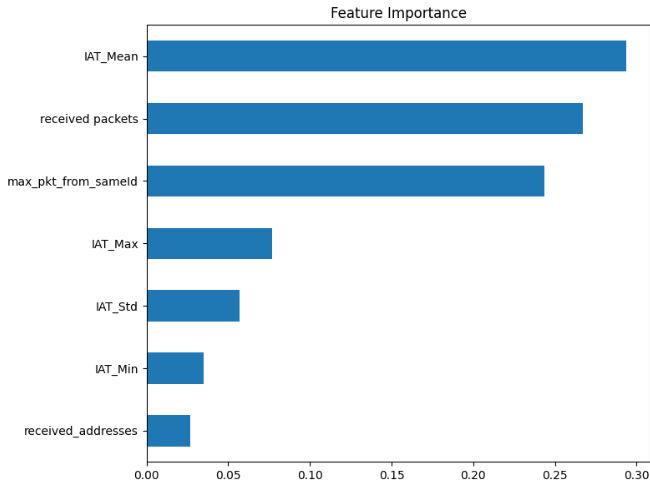 Feature Importance
IAT_Mean
received packets
max_pkt_from_sameId
IAT_Max
IAT_Std
IAT_Min
received_addresses
0.00 0.05 0.10 0.15 0.20 0.25 0.30